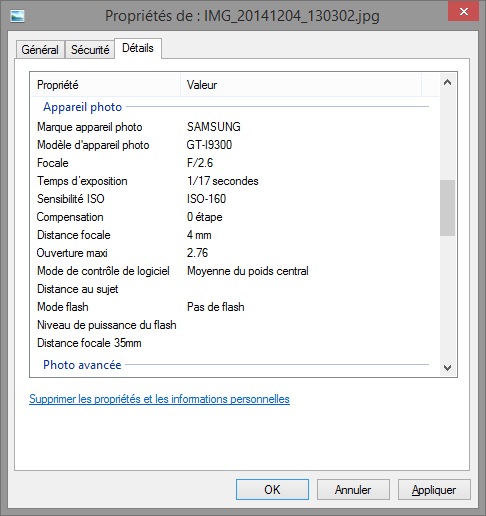 Propriétés de : IMG_20141204_130302.jpg
Général Sécurité Détails
Propriété Valeur
Appareil photo
Marque appareil photo SAMSUNG
Modèle d'appareil photo GT-I9300
Focale F/2.6
Temps d'exposition 1/17 secondes
Sensibilité ISO ISO-160
Compensation 0 étape
Distance focale 4 mm
Ouverture maxi 2.76
Mode de contrôle de logiciel Moyenne du poids central
Distance au sujet
Mode flash Pas de flash
Niveau de puissance du flash
Distance focale 35mm
Photo avancée
Supprimer les propriétés et les informations personnelles
OK Annuler Appliquer